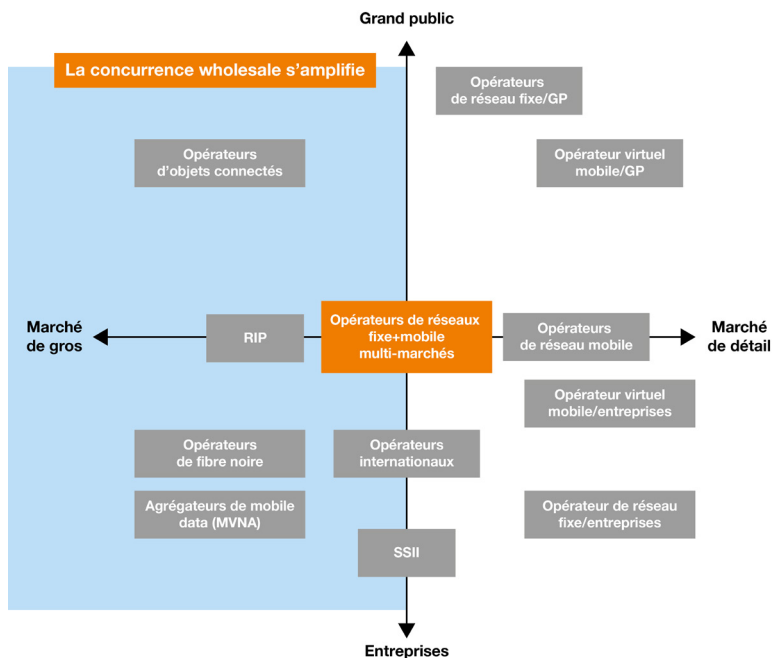 Grand public
La concurrence wholesale s’amplifie
Opérateurs
de réseau fixe/GP
Opérateurs
d’objets connectés
Opérateur virtuel
mobile/GP
Marché
de gros
RIP
Opérateurs de réseaux
fixe+mobile
multi-marchés
Opérateurs
de réseau mobile
Marché
de détail
Opérateur virtuel
mobile/entreprises
Opérateurs
de fibre noire
Opérateurs
internationaux
Agrégateurs de mobile
data (MVNA)
Opérateur de réseau
fixe/entreprises
SSII
Entreprises